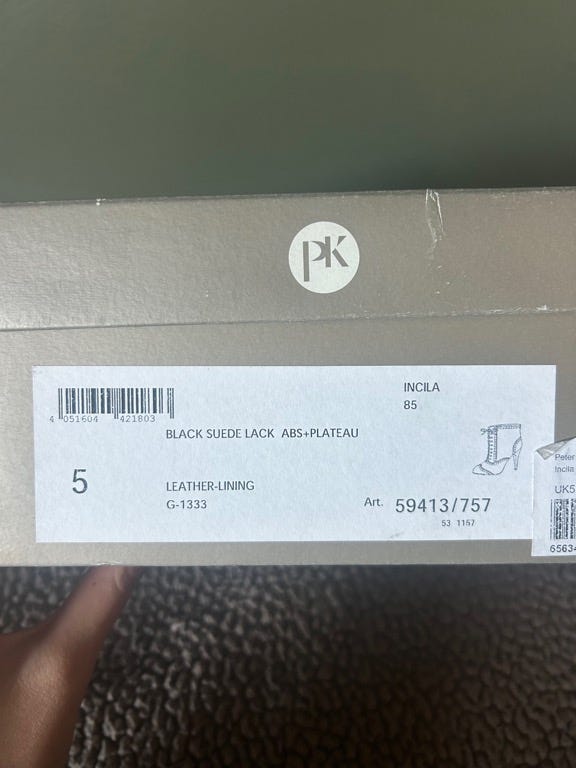 PK
INCILA
85
4 051604 421803
BLACK SUEDE LACK ABS+PLATEAU
5
LEATHER-LINING
G-1333
Art. 59413/757
53 1157
Peter
Incila
UK5